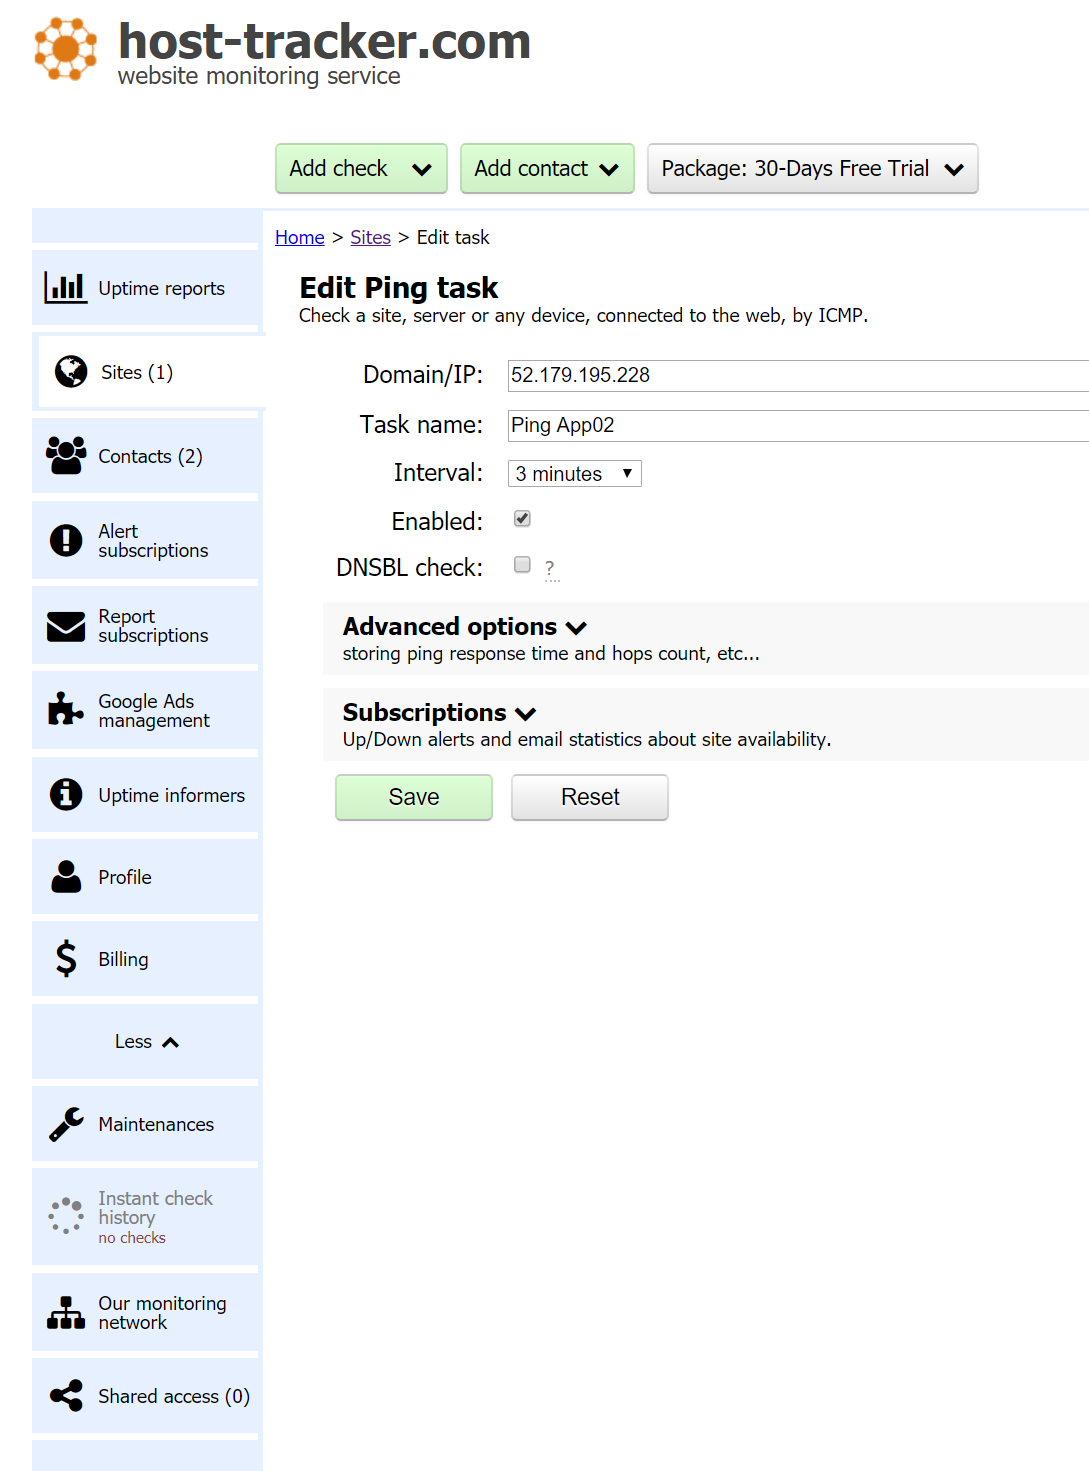 host-tracker.com
website monitoring service
Add check
Add contact
Package: 30-Days Free Trial
Home > Sites > Edit task
Edit Ping task
Check a site, server or any device, connected to the web, by ICMP.
Domain/IP: 52.179.195.228
Task name: Ping App02
Interval: 3 minutes
Enabled:
DNSBL check: ?
Advanced options
storing ping response time and hops count, etc...
Subscriptions
Up/Down alerts and email statistics about site availability.
Save
Reset
Uptime reports
Sites (1)
Contacts (2)
Alert
subscriptions
Report
subscriptions
Google Ads
management
Uptime informers
Profile
Billing
Less
Maintenances
Instant check
history
no checks
Our monitoring
network
Shared access (0)